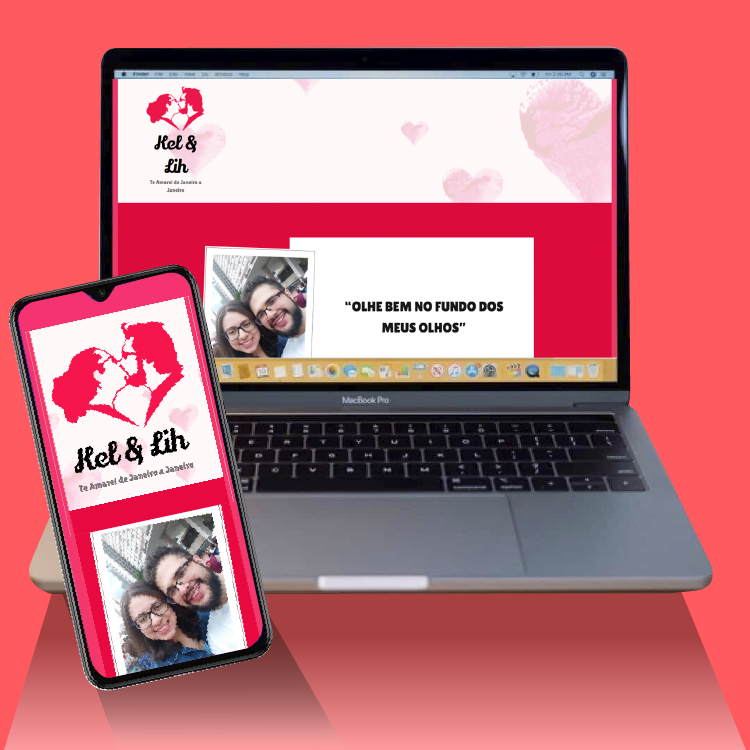 Kel &
Lih
Te Amarei de Janeiro a
Janeiro
“OLHE BEM NO FUNDO DOS
MEUS OLHOS”
MacBook Pro
Kel & Lih
Te Amarei de Janeiro a Janeiro